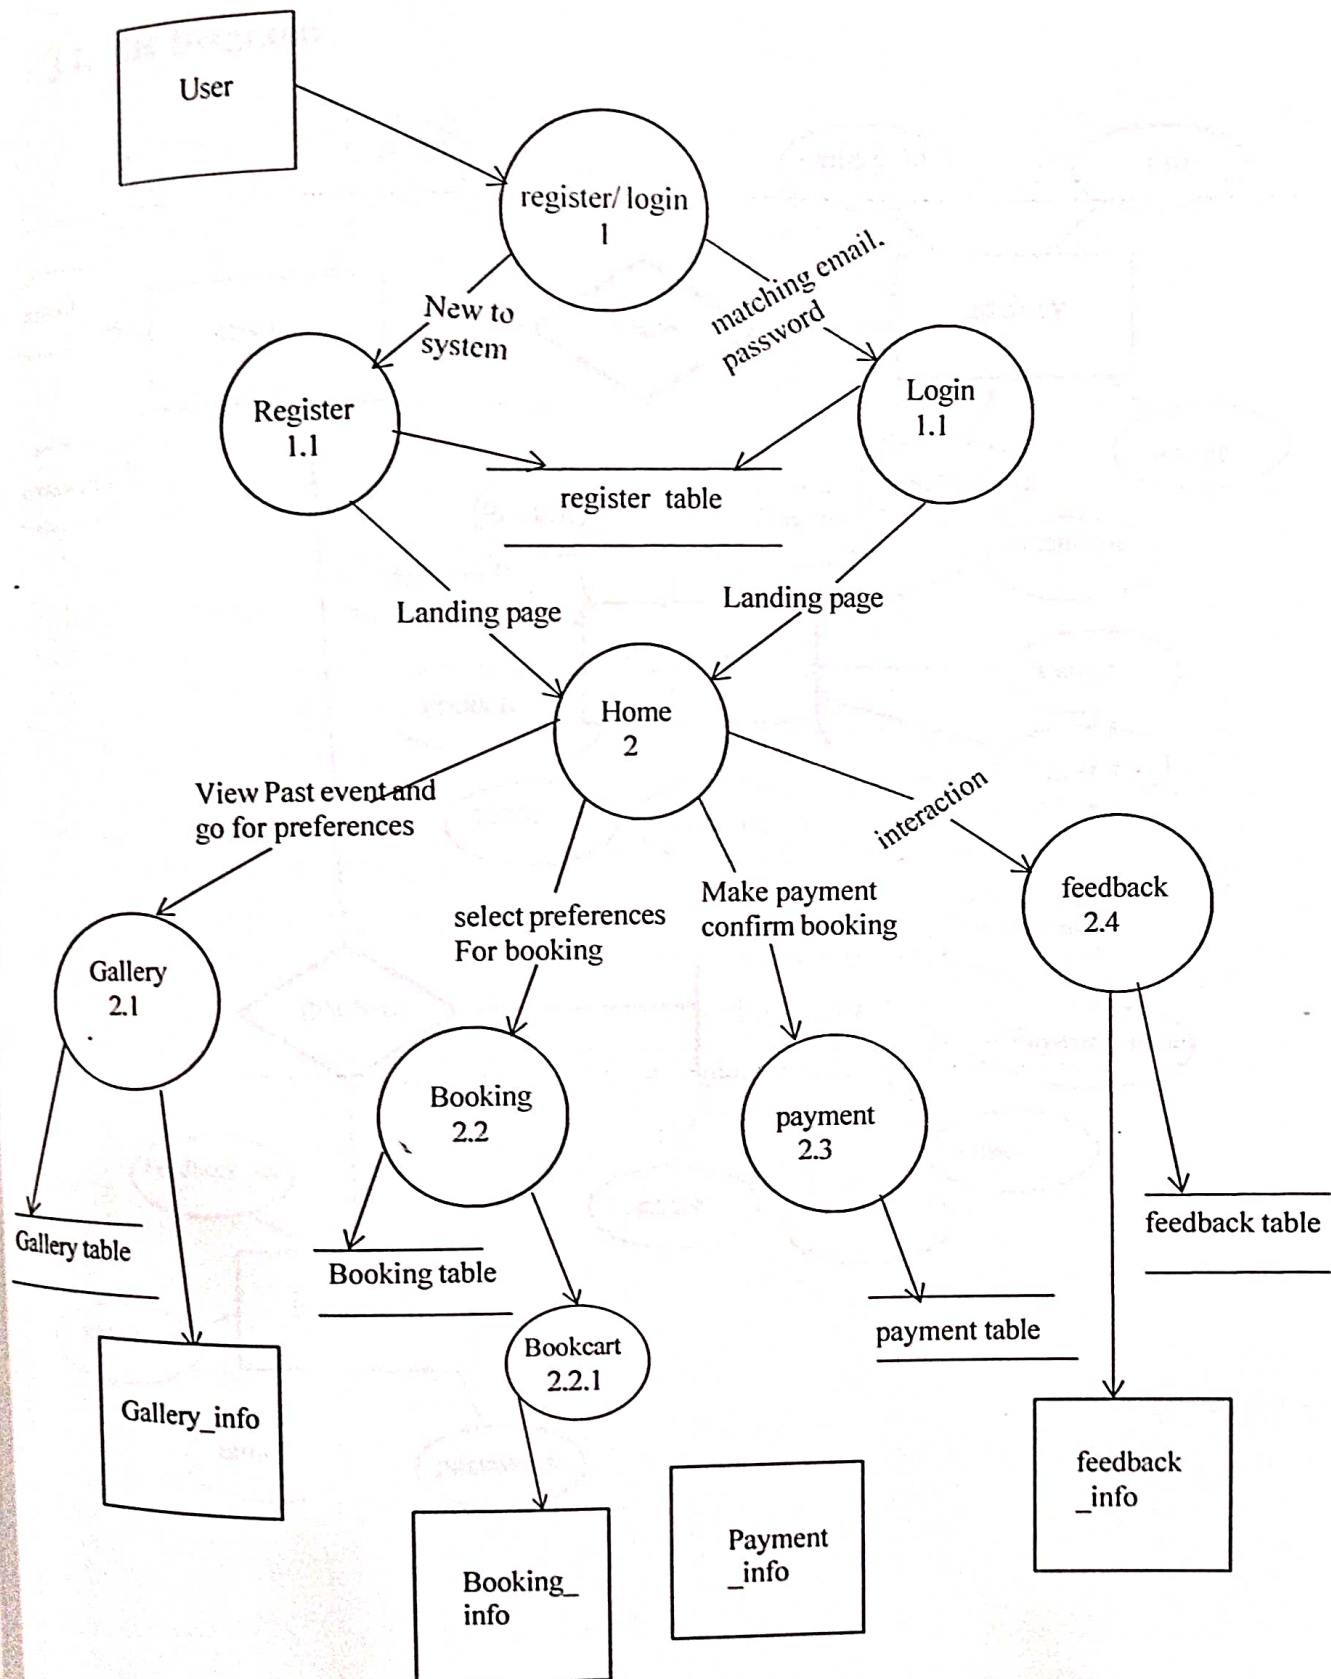 User
register/ login
1
New to
system
matching email.
password
Register
1.1
Login
1.1
register table
Landing page
Landing page
Home
2
View Past event and
go for preferences
interaction
select preferences
For booking
Make payment
confirm booking
feedback
2.4
Gallery
2.1
Booking
2.2
payment
2.3
Gallery table
Booking table
feedback table
payment table
Bookcart
2.2.1
Gallery_info
feedback
_info
Payment
_info
Booking_
info